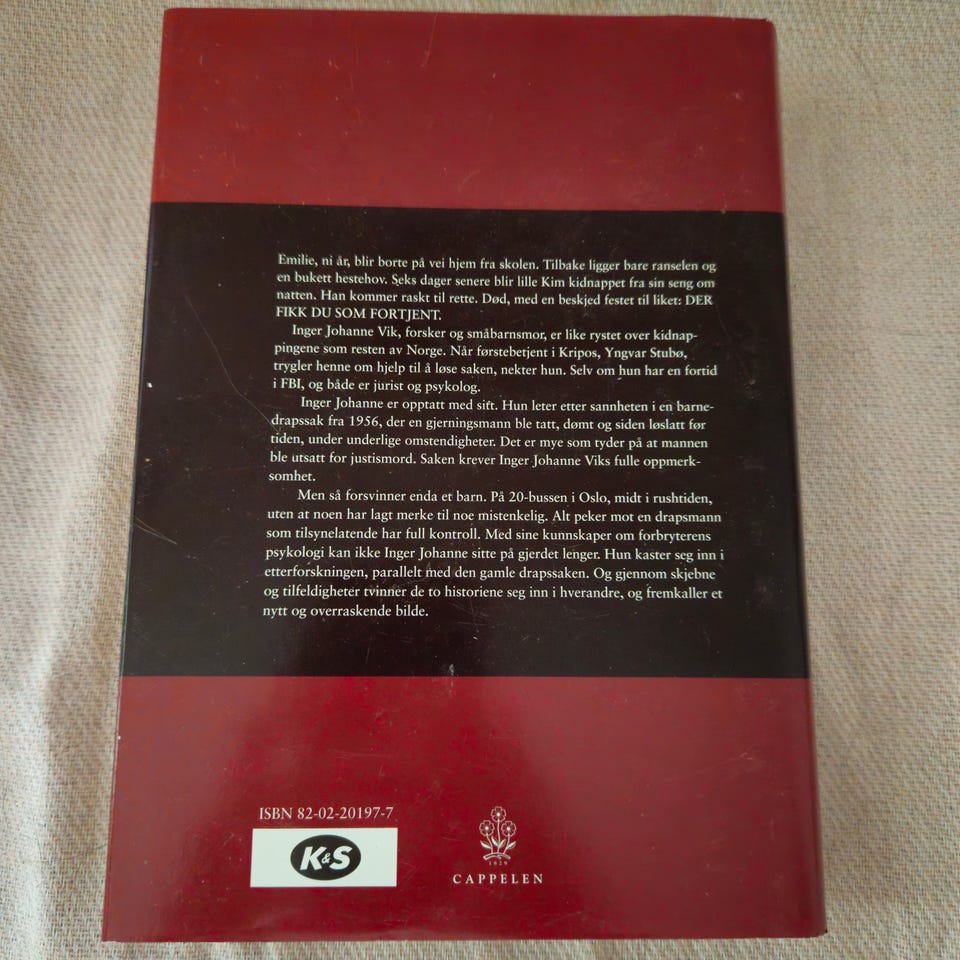 Emilie, ni år, blir borte på vei hjem fra skolen. Tilbake ligger bare ranselen og
en bukett hestehov. Seks dager senere blir lille Kim kidnappet fra sin seng om
natten. Han kommer raskt til rette. Død, med en beskjed festet til liket: DER
FIKK DU SOM FORTJENT.
Inger Johanne Vik, forsker og småbarnsmor, er like rystet over kidnap-
pingene som resten av Norge. Når førstebetjent i Kripos, Yngvar Stubø,
trygler henne om hjelp til å løse saken, nekter hun. Selv om hun har en fortid
i FBI, og både er jurist og psykolog.
Inger Johanne er opptatt med sitt. Hun leter etter sannheten i en barne-
drapssak fra 1956, der en gjerningsmann ble tatt, dømt og siden løslatt før
tiden, under underlige omstendigheter. Det er mye som tyder på at mannen
ble utsatt for justismord. Saken krever Inger Johanne Viks fulle oppmerk-
somhet.
Men så forsvinner enda et barn. På 20-bussen i Oslo, midt i rushtiden,
uten at noen har lagt merke til noe mistenkelig. Alt peker mot en drapsmann
som tilsynelatende har full kontroll. Med sine kunnskaper om forbryterens
psykologi kan ikke Inger Johanne sitte på gjerdet lenger. Hun kaster seg inn i
etterforskningen, parallelt med den gamle drapssaken. Og gjennom skjebne
og tilfeldigheter tvinner de to historiene seg inn i hverandre, og fremkaller et
nytt og overraskende bilde.
ISBN 82-02-20197-7
K&S
1829
CAPPELEN